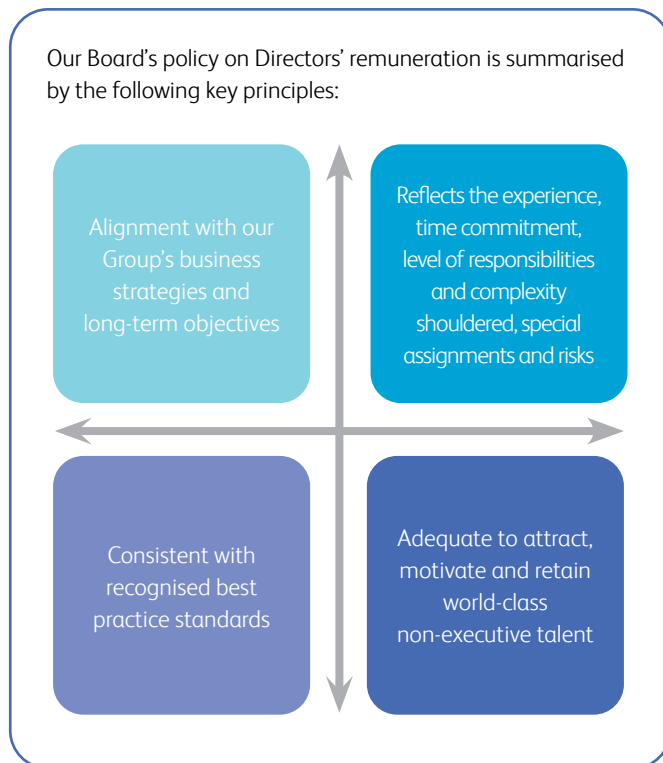 Our Board’s policy on Directors’ remuneration is summarised
by the following key principles:
Alignment with our
Group’s business
strategies and
long-term objectives
Reflects the experience,
time commitment,
level of responsibilities
and complexity
shouldered, special
assignments and risks
Consistent with
recognised best
practice standards
Adequate to attract,
motivate and retain
world-class
non-executive talent